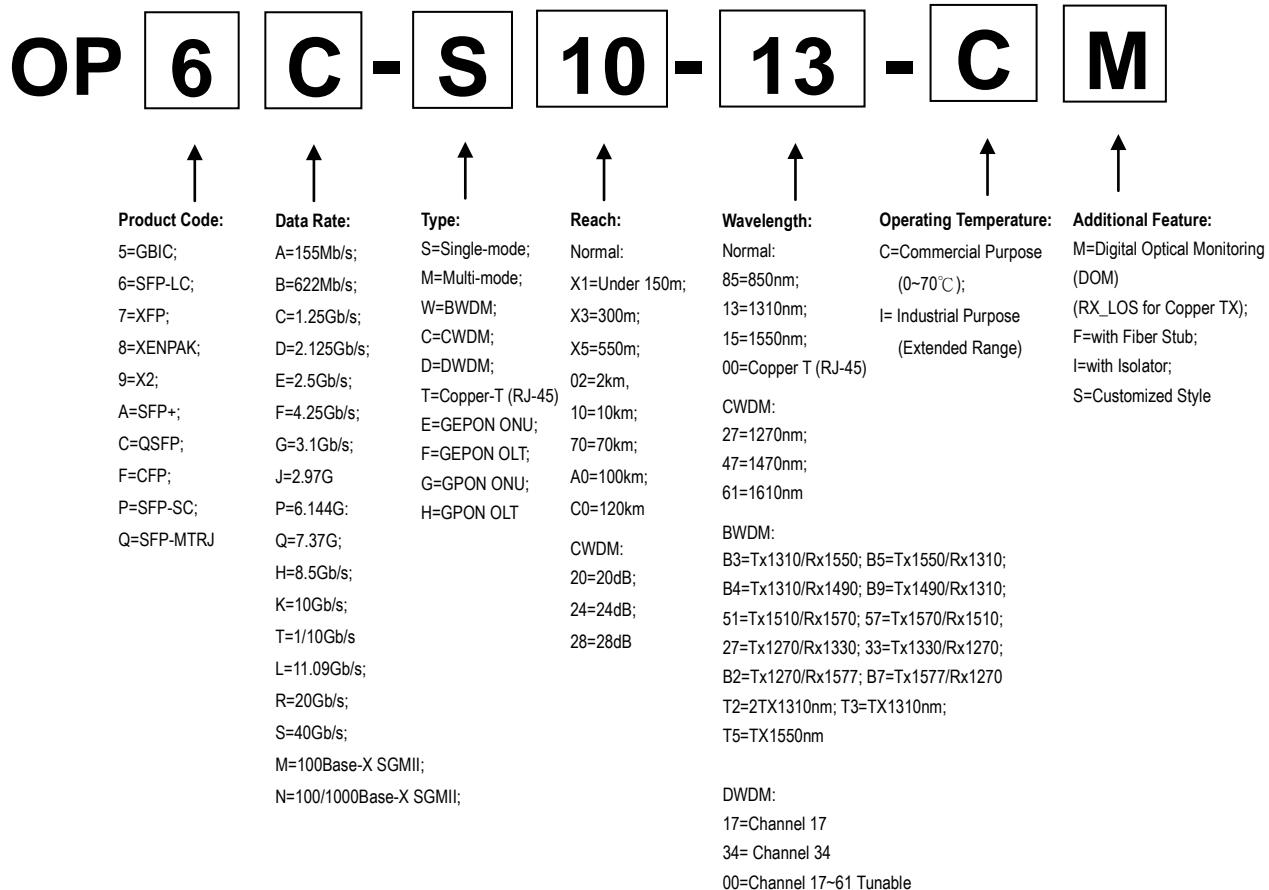 OP 6 C - S 10 - 13 - C M
Product Code:
5=GBIC;
6=SFP-LC;
7=XFP;
8=XENPAK;
9=X2;
A=SFP+;
C=QSFP;
F=CFP;
P=SFP-SC;
Q=SFP-MTRJ
Data Rate:
A=155Mb/s;
B=622Mb/s;
C=1.25Gb/s;
D=2.125Gb/s;
E=2.5Gb/s;
F=4.25Gb/s;
G=3.1Gb/s;
J=2.97G
P=6.144G:
Q=7.37G;
H=8.5Gb/s;
K=10Gb/s;
T=1/10Gb/s
L=11.09Gb/s;
R=20Gb/s;
S=40Gb/s;
M=100Base-X SGMII;
N=100/1000Base-X SGMII;
Type:
S=Single-mode;
M=Multi-mode;
W=BWDM;
C=CWDM;
D=DWDM;
T=Copper-T (RJ-45)
E=GEPON ONU;
F=GEPON OLT;
G=GPON ONU;
H=GPON OLT
Reach:
Normal:
X1=Under 150m;
X3=300m;
X5=550m;
02=2km,
10=10km;
70=70km;
A0=100km;
C0=120km
CWDM:
20=20dB;
24=24dB;
28=28dB
Wavelength:
Normal:
85=850nm;
13=1310nm;
15=1550nm;
00=Copper T (RJ-45)
CWDM:
27=1270nm;
47=1470nm;
61=1610nm
BWDM:
B3=Tx1310/Rx1550; B5=Tx1550/Rx1310;
B4=Tx1310/Rx1490; B9=Tx1490/Rx1310;
51=Tx1510/Rx1570; 57=Tx1570/Rx1510;
27=Tx1270/Rx1330; 33=Tx1330/Rx1270;
B2=Tx1270/Rx1577; B7=Tx1577/Rx1270
T2=2TX1310nm; T3=TX1310nm;
T5=TX1550nm
DWDM:
17=Channel 17
34= Channel 34
00=Channel 17~61 Tunable
Operating Temperature:
C=Commercial Purpose
(0~70℃);
I= Industrial Purpose
(Extended Range)
Additional Feature:
M=Digital Optical Monitoring
(DOM)
(RX_LOS for Copper TX);
F=with Fiber Stub;
I=with Isolator;
S=Customized Style